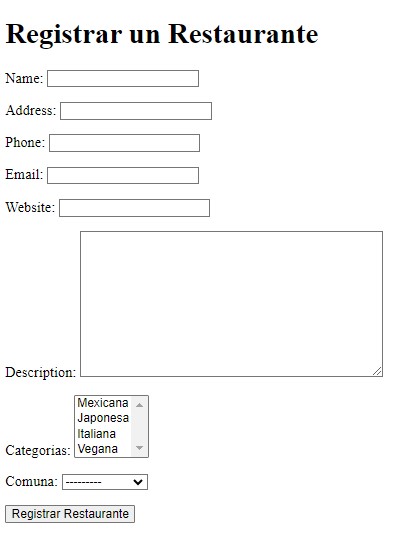 Registrar un Restaurante
Name:
Address:
Phone:
Email:
Website:
Description:
Mexicana
Japonesa
Italiana
Vegana
Categorias:
Comuna: ---------
Registrar Restaurante